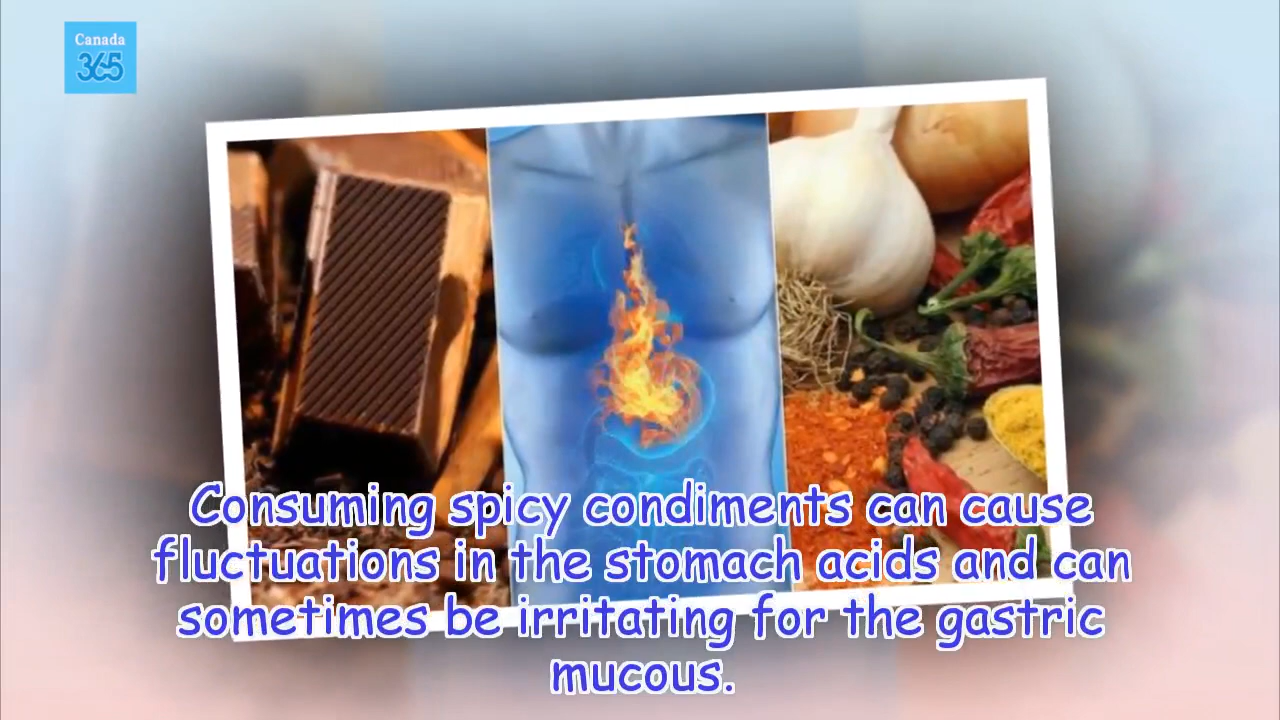 Canada
365
Consuming spicy condiments can cause
fluctuations in the stomach acids and can
sometimes be irritating for the gastric
mucous.